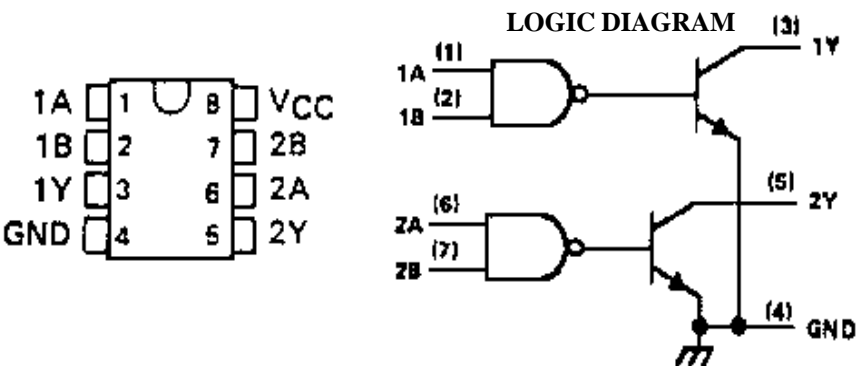 LOGIC DIAGRAM
1A 1 8 VCC
1B 2 7 2B
1Y 3 6 2A
GND 4 5 2Y
(1)
1A
(2)
1B
(3)
1Y
(6)
2A
(7)
2B
(5)
2Y
(4)
GND